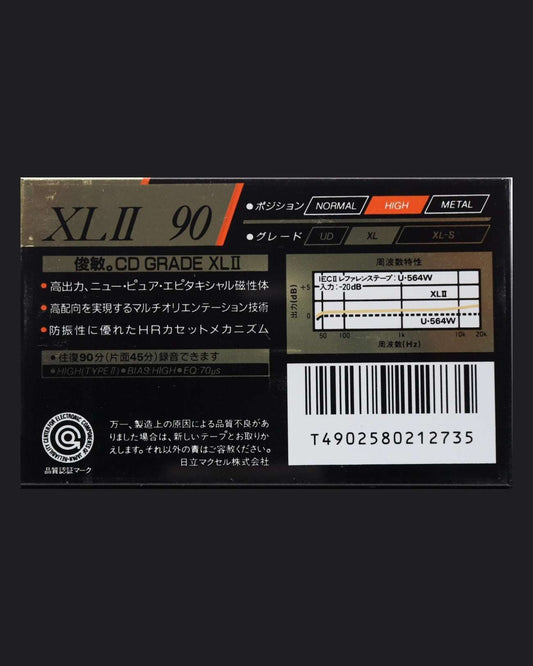 XLⅡ 90
●ポジション NORMAL HIGH METAL
●グレード UD XL XL-S
俊敏。CD GRADE XLⅡ
●高出力、ニュー・ピュア・エピタキシャル磁性体
●高配向を実現するマルチオリエンテーション技術
●防振性に優れたHRカセットメカニズム
●往復90分(片面45分)録音できます
●HIGH(TYPEⅡ)●BIAS:HIGH●EQ:70μs
周波数特性
IECⅡリファレンステープ:U-564W
入力:-20dB
XLⅡ
U-564W
出力(dB)
+5
0
50 100 1k 10k 20k
周波数(Hz)
T4902580212735
万一、製造上の原因による品質不良があ
りました場合は、新しいテープとお取りか
えします。それ以外の責はご容赦ください。
日立マクセル株式会社
品質認証マーク